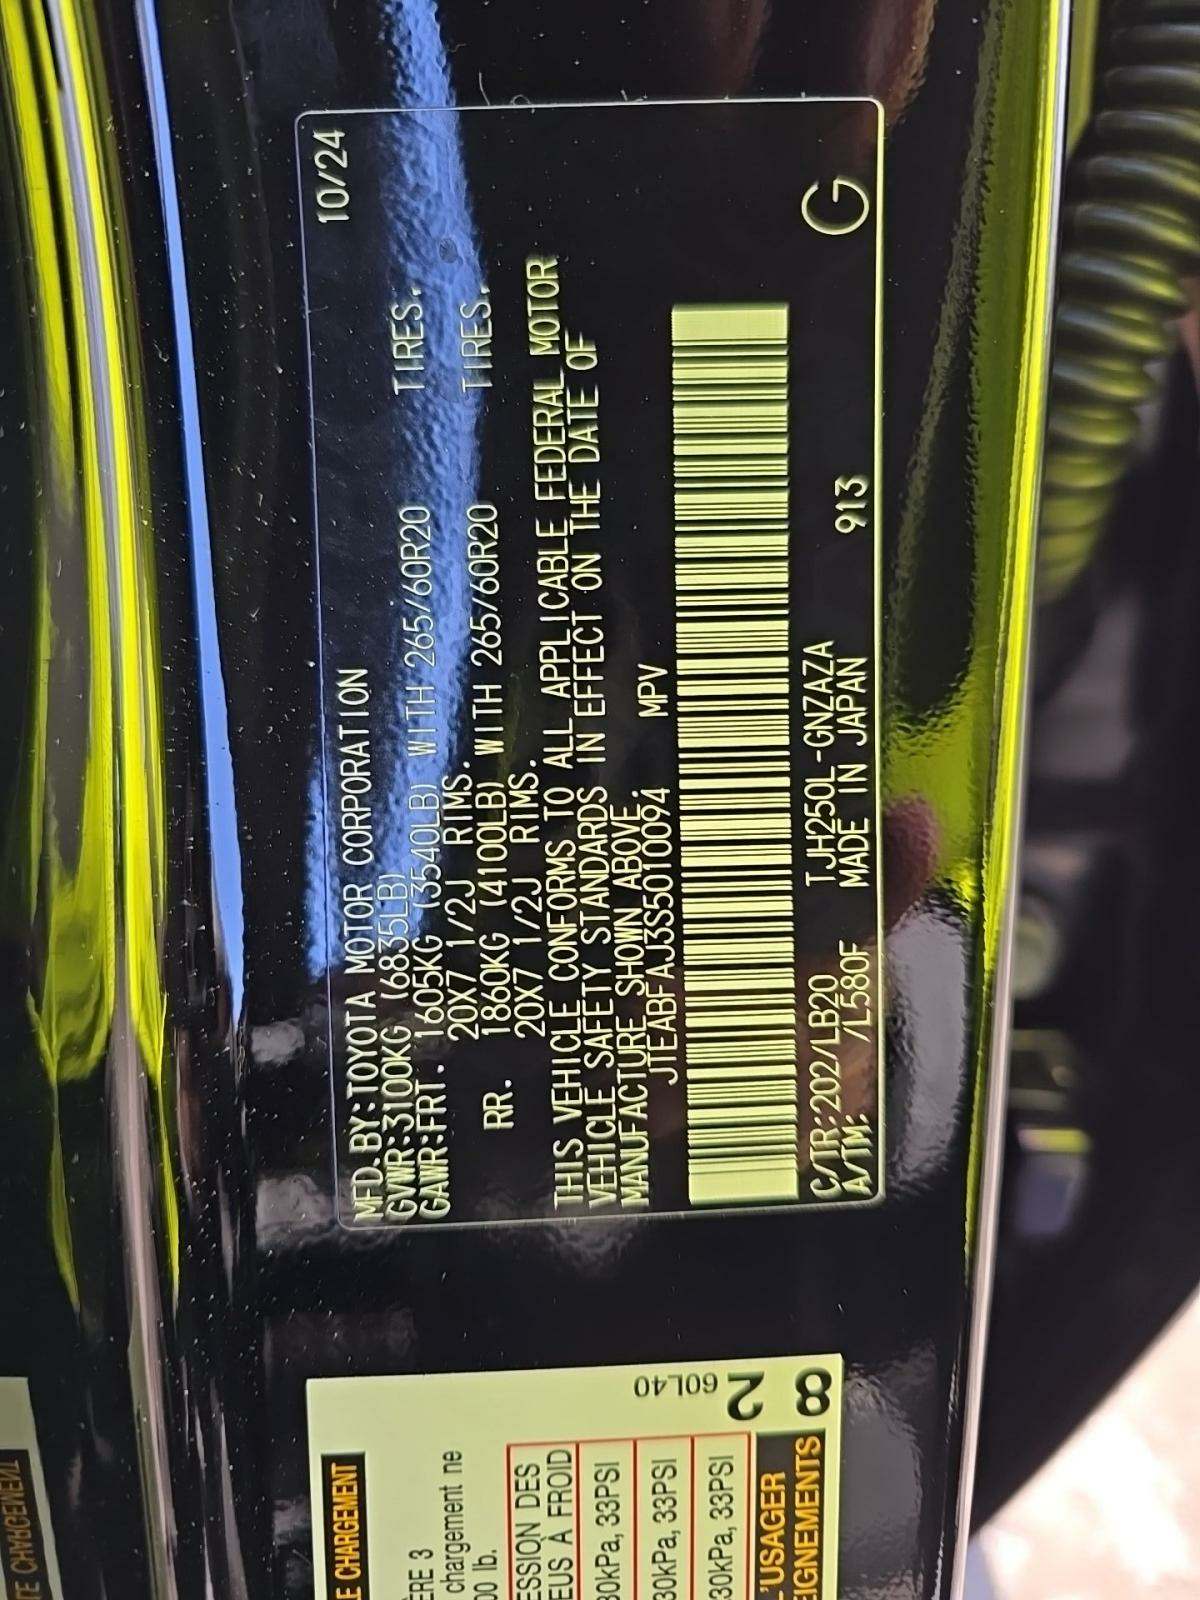 10/24
MFD.BY:TOYOTA MOTOR CORPORATION
GVWR:3100KG (6835LB)
GAWR:FRT. 1605KG (3540LB) WITH 265/60R20 TIRES.
20X7 1/2J RIMS.
RR. 1860KG (4100LB) WITH 265/60R20 TIRES.
20X7 1/2J RIMS.
THIS VEHICLE CONFORMS TO ALL APPLICABLE FEDERAL MOTOR
VEHICLE SAFETY STANDARDS IN EFFECT ON THE DATE OF
MANUFACTURE SHOWN ABOVE.
JTEABFAJ3S5010094 MPV
C/TR:202/LB20 TJH250L-GNZAZA G
A/TM: /L580F MADE IN JAPAN 913
LE CHARGEMENT
ÈRE 3
chargement ne
00 lb.
ESSION DES
EUS À FROID
30kPa, 33PSI
30kPa, 33PSI
30kPa, 33PSI
L'USAGER
EIGNEMENTS
60L40
2
8
TE CHARGEMENT